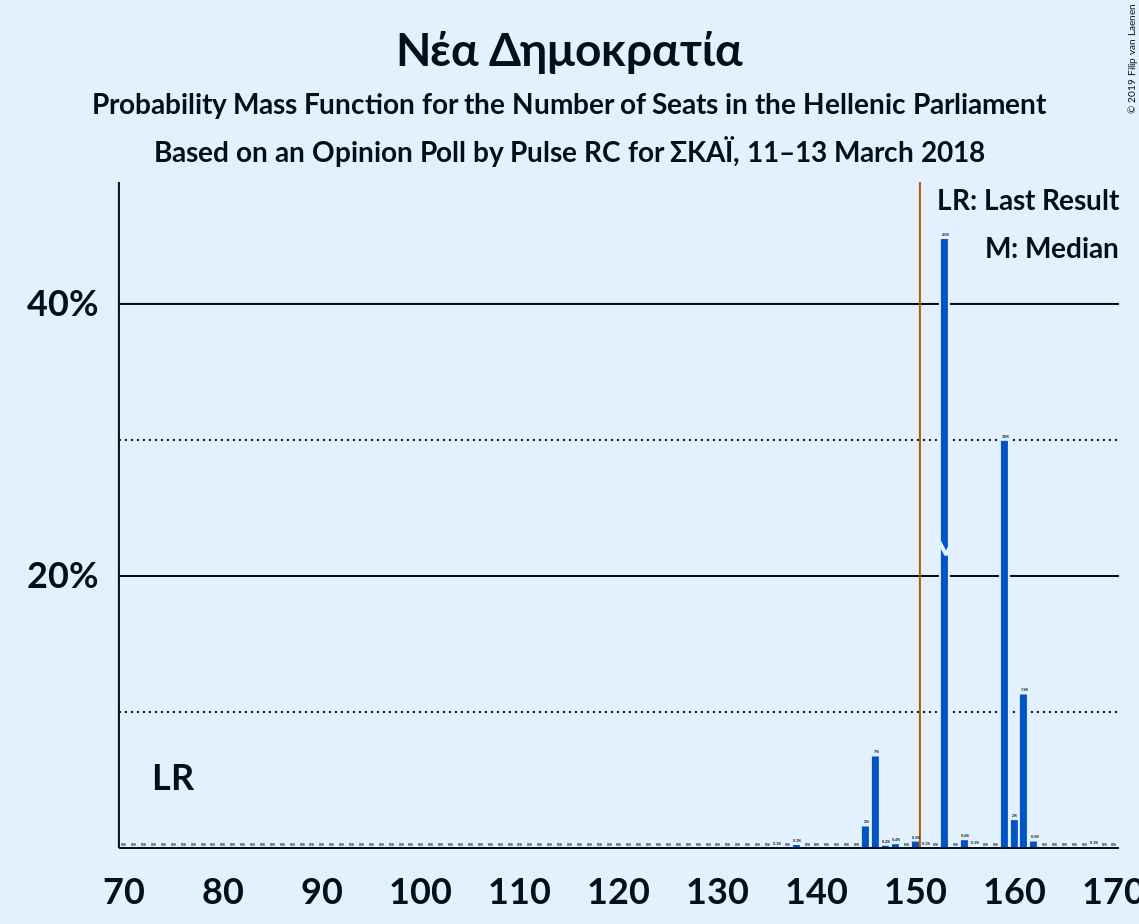 Νέα Δημοκρατία
Probability Mass Function for the Number of Seats in the Hellenic Parliament
Based on an Opinion Poll by Pulse RC for ΣΚΑΪ, 11–13 March 2018
© 2019 Filip van Laenen
LR: Last Result
M: Median
40%
20%
LR
M
70 80 90 100 110 120 130 140 150 160 170